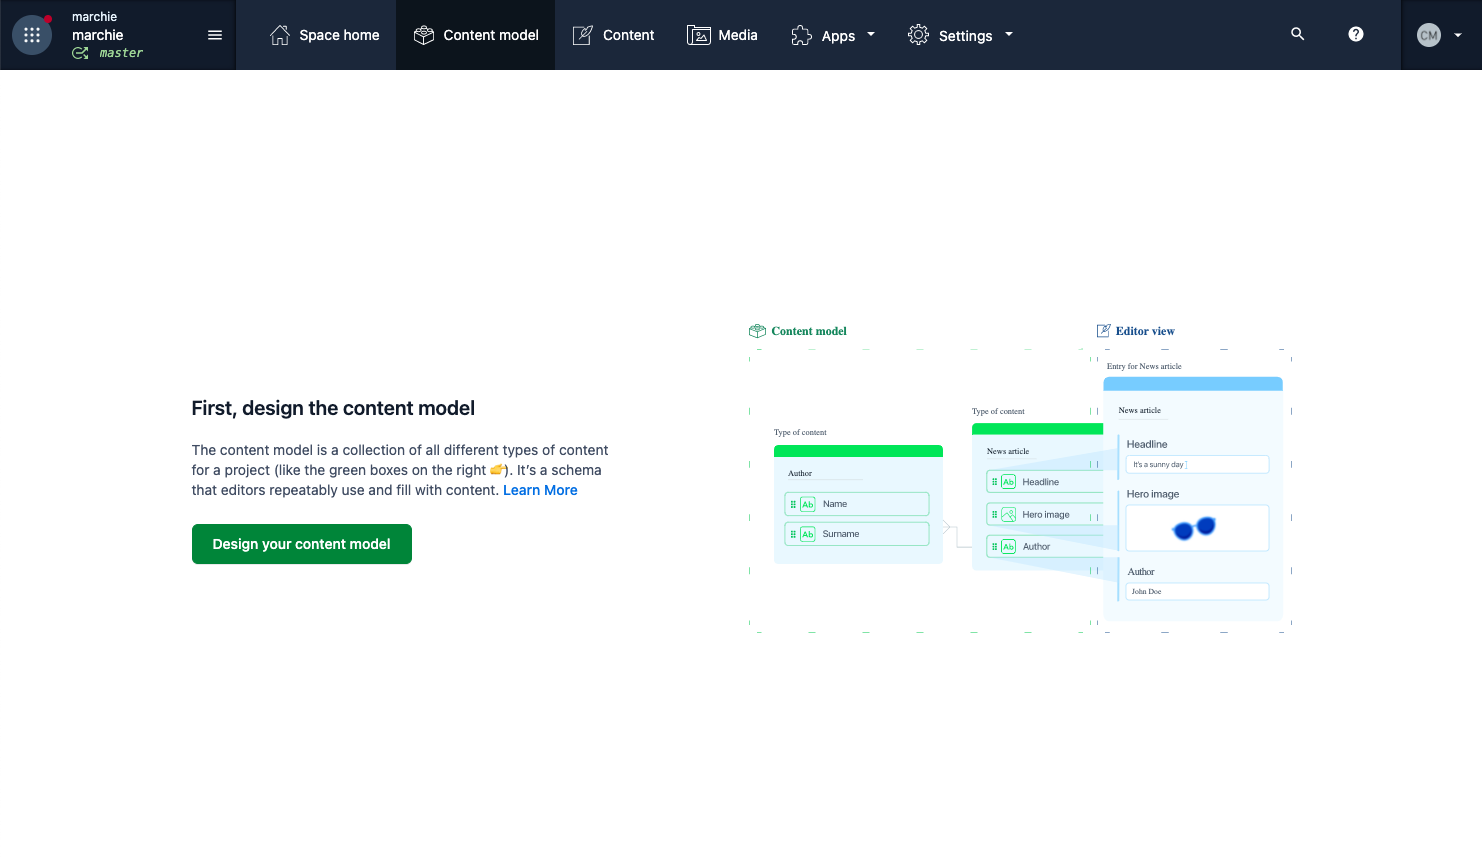 marchie
marchie
master
Space home
Content model
Content
Media
Apps
Settings
?
CM
First, design the content model
The content model is a collection of all different types of content
for a project (like the green boxes on the right 👉). It's a schema
that editors repeatedly use and fill with content. Learn More
Design your content model
Content model
Type of content
Author
Ab Name
Ab Surname
Type of content
News article
Ab Headline
Hero image
Ab Author
Editor view
Entry for News article
News article
Headline
It's a sunny day
Hero image
Author
John Doe